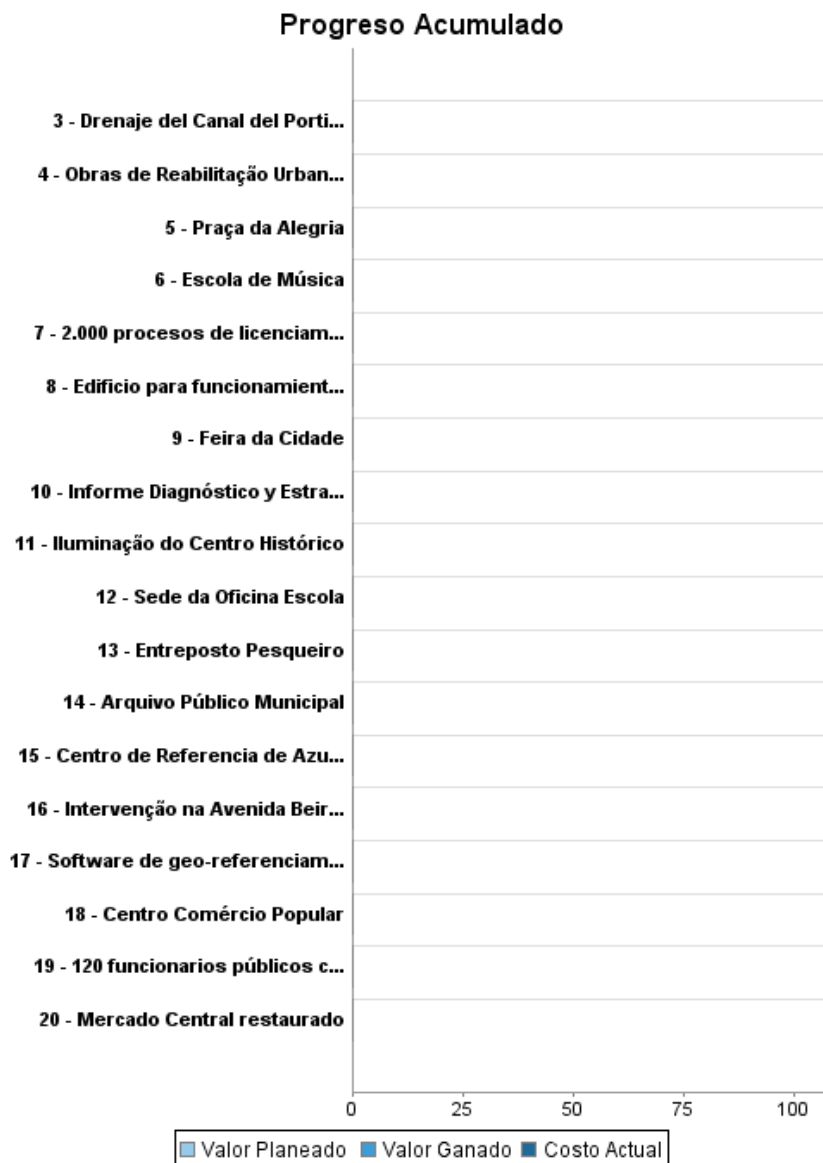 Progreso Acumulado
3 - Drenaje del Canal del Porti...
4 - Obras de Reabilitação Urban...
5 - Praça da Alegria
6 - Escola de Música
7 - 2.000 procesos de licenciam...
8 - Edificio para funcionamient...
9 - Feira da Cidade
10 - Informe Diagnóstico y Estra...
11 - Iluminação do Centro Histórico
12 - Sede da Oficina Escola
13 - Entreposto Pesqueiro
14 - Arquivo Público Municipal
15 - Centro de Referencia de Azu...
16 - Intervenção na Avenida Beir...
17 - Software de geo-referenciam...
18 - Centro Comércio Popular
19 - 120 funcionarios públicos c...
20 - Mercado Central restaurado
0 25 50 75 100
Valor Planeado Valor Ganado Costo Actual